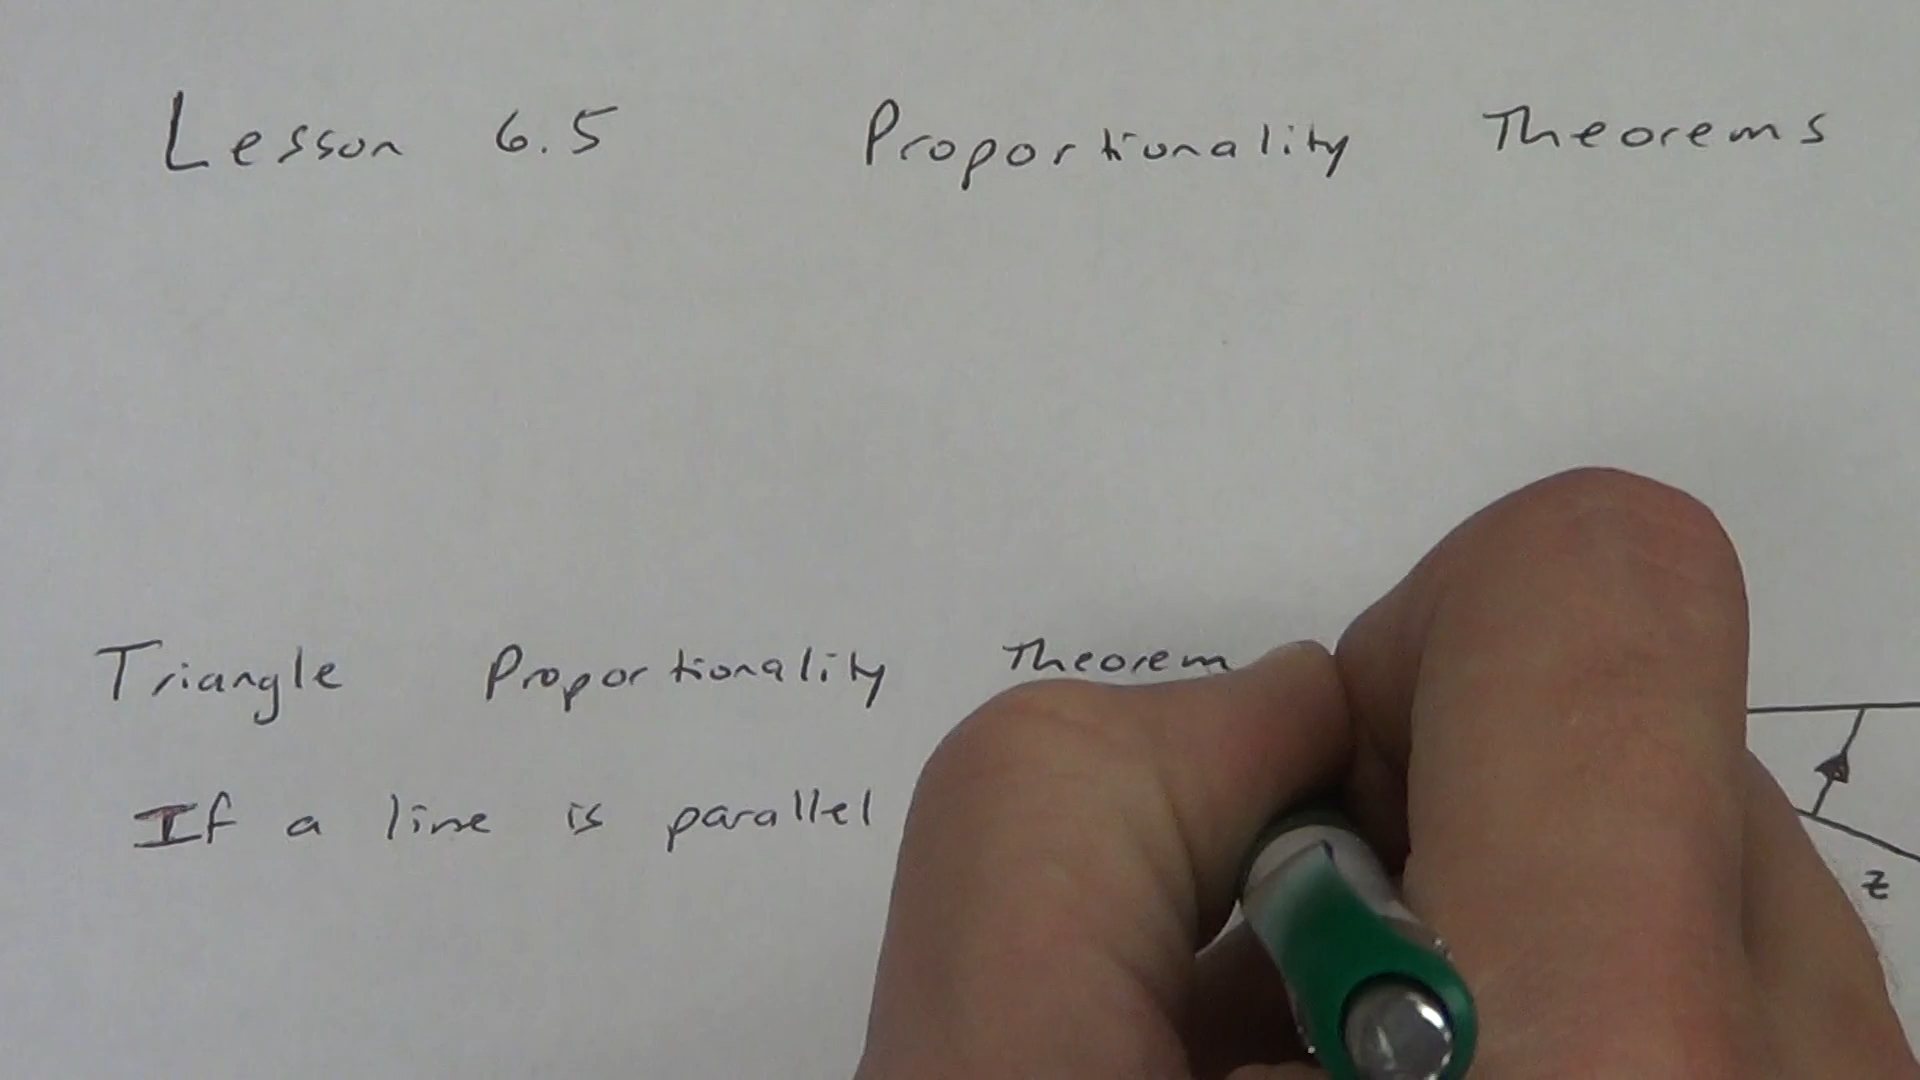 Lesson 6.5 Proportionality Theorems
Triangle Proportionality Theorem
If a line is parallel
z